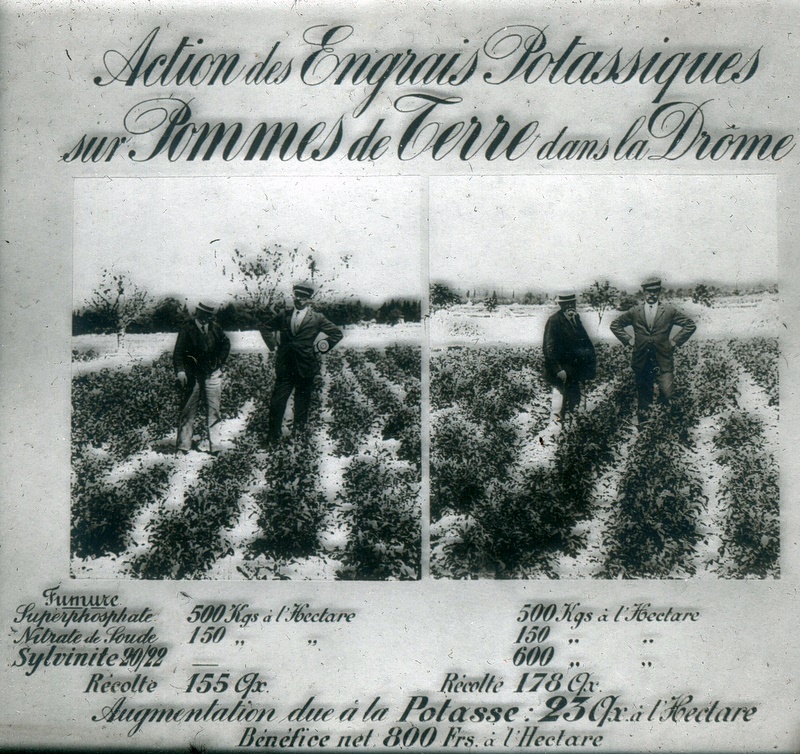 Action des Engrais Potassiques
sur Pommes de Terre dans la Drôme
Fumure
Superphosphate 500 Kgs à l'Hectare 500 Kgs à l'Hectare
Nitrate de Soude 150 „ „ 150 „ „
Sylvinite 20/22 — 600 „ „
Récolte 155 Qx. Récolte 178 Qx.
Augmentation due à la Potasse : 23 Qx. à l'Hectare
Bénéfice net 800 Frs. à l'Hectare